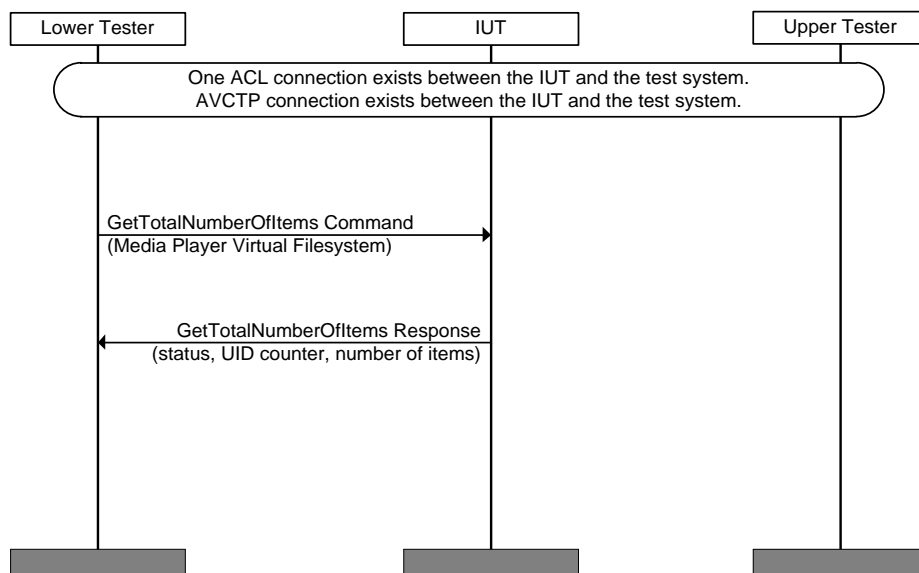 Lower Tester
IUT
Upper Tester
One ACL connection exists between the IUT and the test system.
AVCTP connection exists between the IUT and the test system.
GetTotalNumberOfItems Command
(Media Player Virtual Filesystem)
GetTotalNumberOfItems Response
(status, UID counter, number of items)